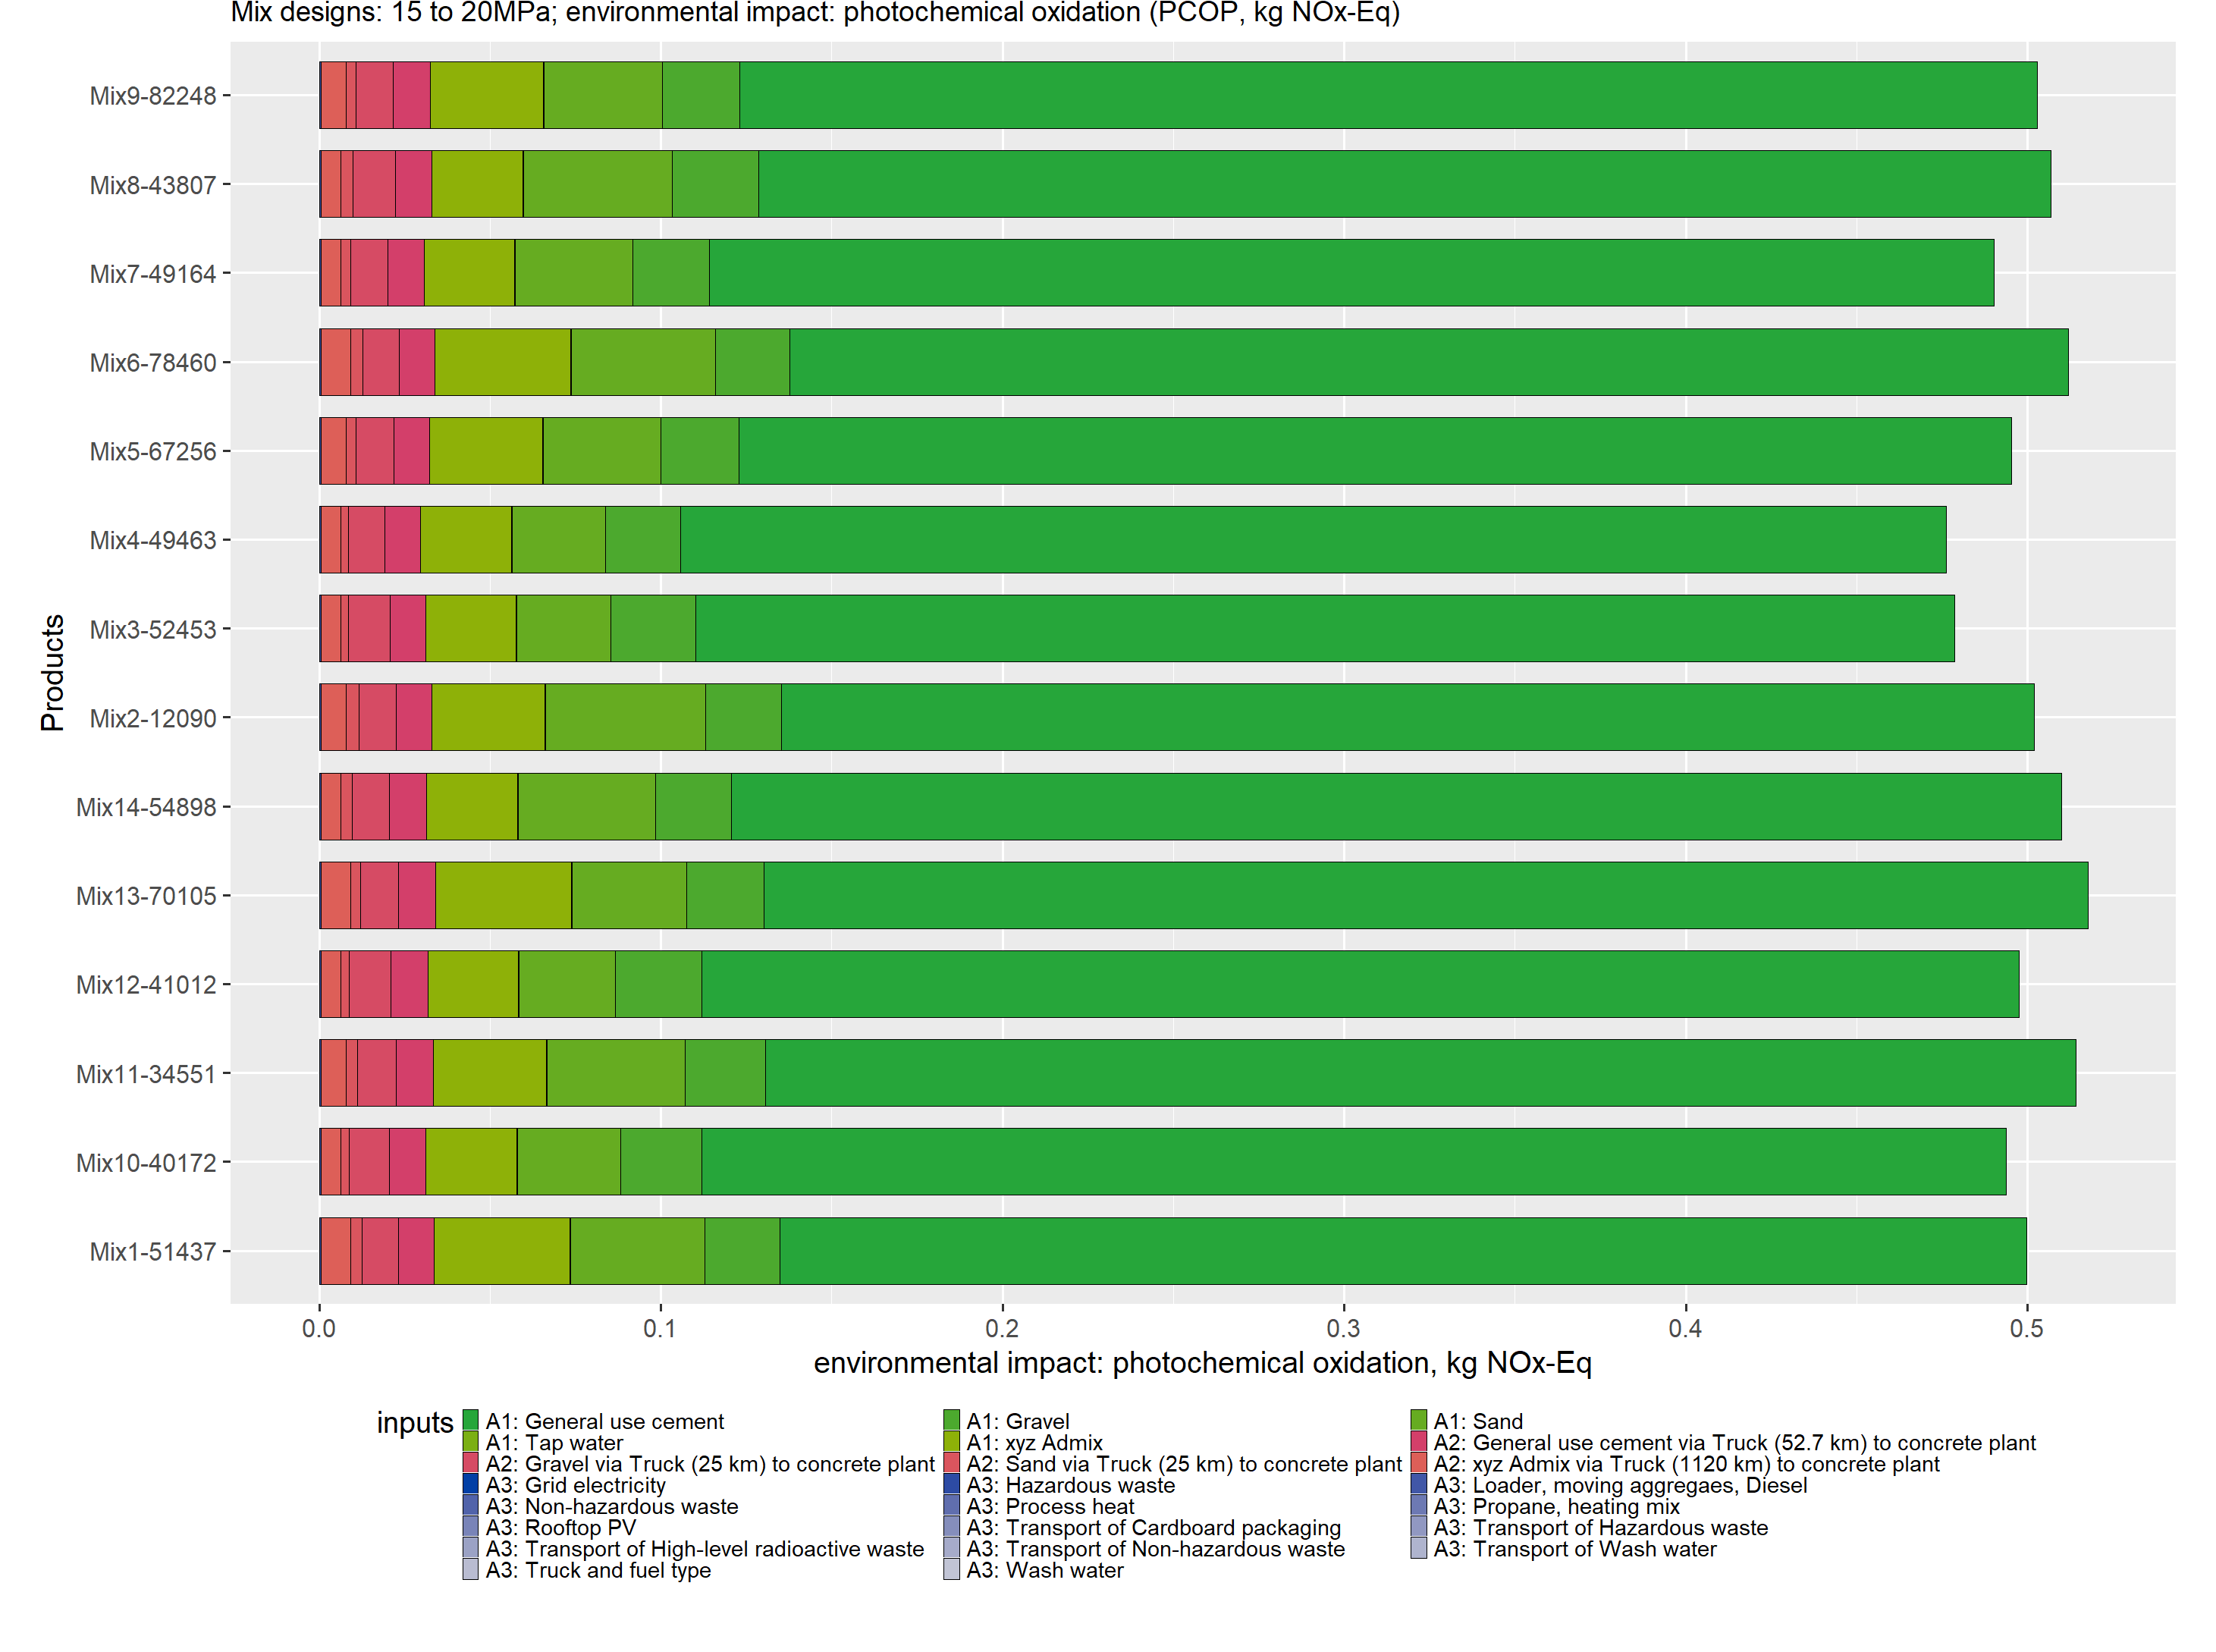 Mix designs: 15 to 20MPa; environmental impact: photochemical oxidation (PCOP, kg NOx-Eq)
Mix9-82248
Mix8-43807
Mix7-49164
Mix6-78460
Mix5-67256
Mix4-49463
Mix3-52453
Mix2-12090
Mix14-54898
Mix13-70105
Mix12-41012
Mix11-34551
Mix10-40172
Mix1-51437
Products
0.0 0.1 0.2 0.3 0.4 0.5
environmental impact: photochemical oxidation, kg NOx-Eq
inputs
A1: General use cement A1: Gravel A1: Sand
A1: Tap water A1: xyz Admix A2: General use cement via Truck (52.7 km) to concrete plant
A2: Gravel via Truck (25 km) to concrete plant A2: Sand via Truck (25 km) to concrete plant A2: xyz Admix via Truck (1120 km) to concrete plant
A3: Grid electricity A3: Hazardous waste A3: Loader, moving aggregaes, Diesel
A3: Non-hazardous waste A3: Process heat A3: Propane, heating mix
A3: Rooftop PV A3: Transport of Cardboard packaging A3: Transport of Hazardous waste
A3: Transport of High-level radioactive waste A3: Transport of Non-hazardous waste A3: Transport of Wash water
A3: Truck and fuel type A3: Wash water